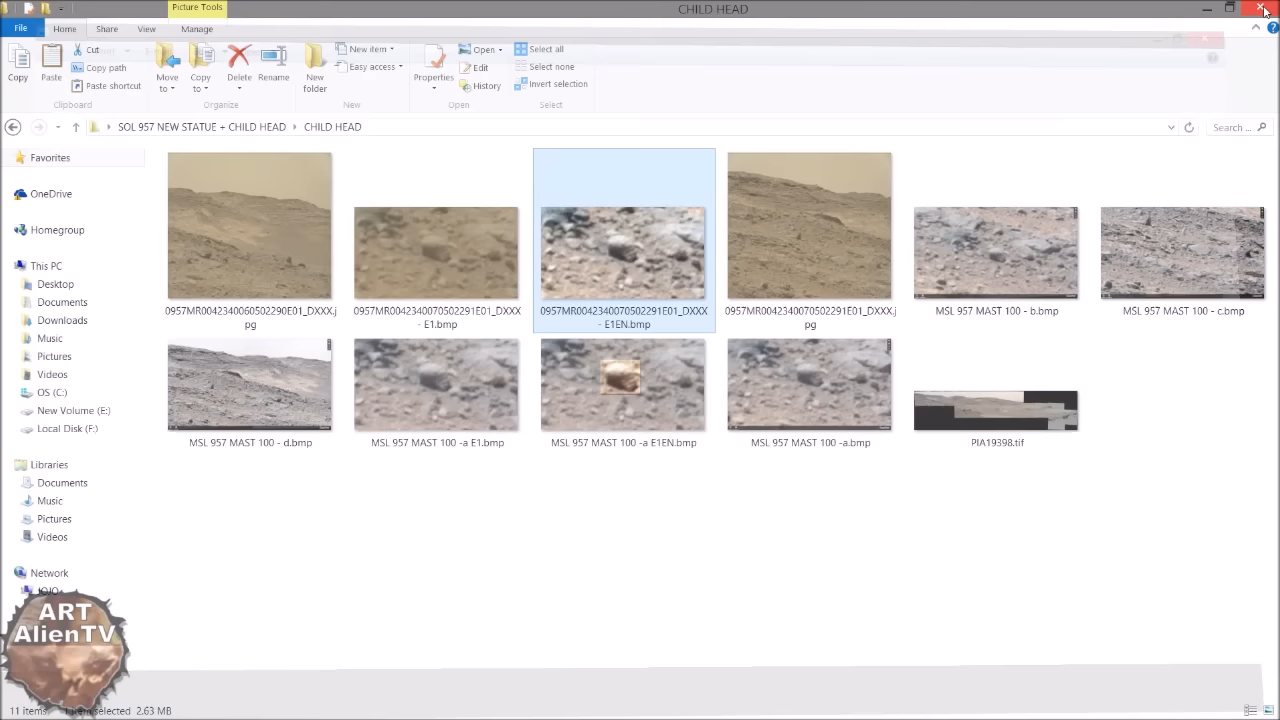 Picture Tools
CHILD HEAD
File Home Share View Manage
Copy
Paste
Cut
Copy path
Paste shortcut
Clipboard
Move to
Copy to
Delete
Rename
Organize
New folder
New item
Easy access
New
Properties
Open
Edit
History
Open
Select all
Select none
Invert selection
Select
SOL 957 NEW STATUE + CHILD HEAD CHILD HEAD
Search ...
Favorites
OneDrive
Homegroup
This PC
Desktop
Documents
Downloads
Music
Pictures
Videos
OS (C:)
New Volume (E:)
Local Disk (F:)
Libraries
Documents
Music
Pictures
Videos
Network
JOJO
0957MR0042340060502290E01_DXXX.j
pg
0957MR0042340070502291E01_DXXX
- E1.bmp
0957MR0042340070502291E01_DXXX
- E1EN.bmp
0957MR0042340070502291E01_DXXX.j
pg
MSL 957 MAST 100 - b.bmp
MSL 957 MAST 100 - c.bmp
MSL 957 MAST 100 - d.bmp
MSL 957 MAST 100 -a E1.bmp
MSL 957 MAST 100 -a E1EN.bmp
MSL 957 MAST 100 -a.bmp
PIA19398.tif
ART
AlienTV
11 items selected 2.63 MB